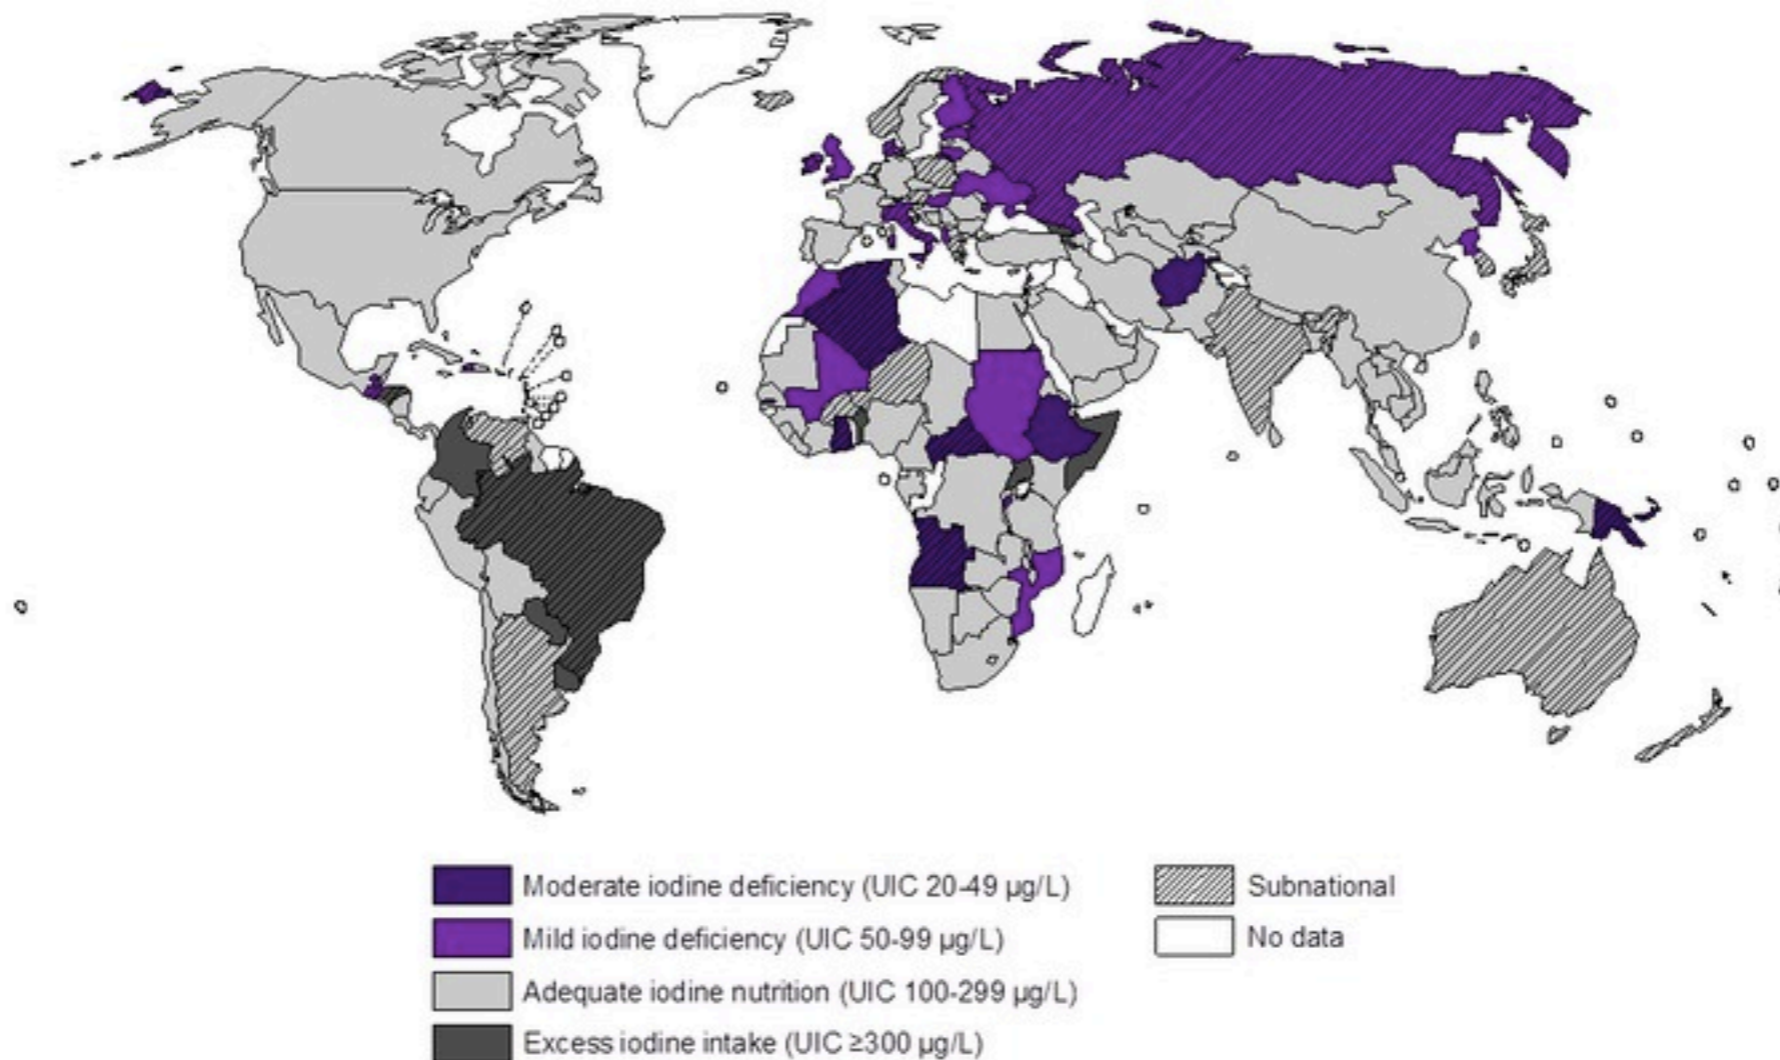 Moderate iodine deficiency (UIC 20-49 µg/L)
Mild iodine deficiency (UIC 50-99 µg/L)
Adequate iodine nutrition (UIC 100-299 µg/L)
Excess iodine intake (UIC ≥300 µg/L)
Subnational
No data